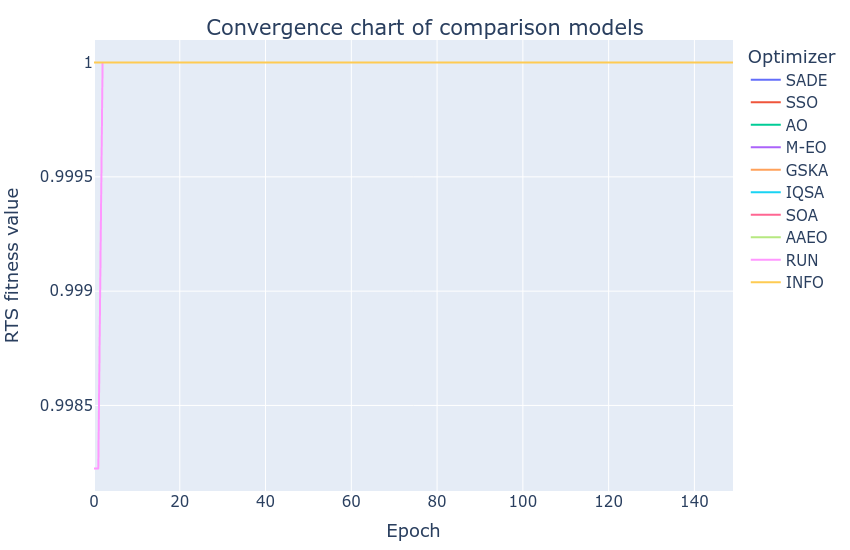 Convergence chart of comparison models
RTS fitness value
1
0.9995
0.999
0.9985
0 20 40 60 80 100 120 140
Epoch
Optimizer
SADE
SSO
AO
M-EO
GSKA
IQSA
SOA
AAEO
RUN
INFO